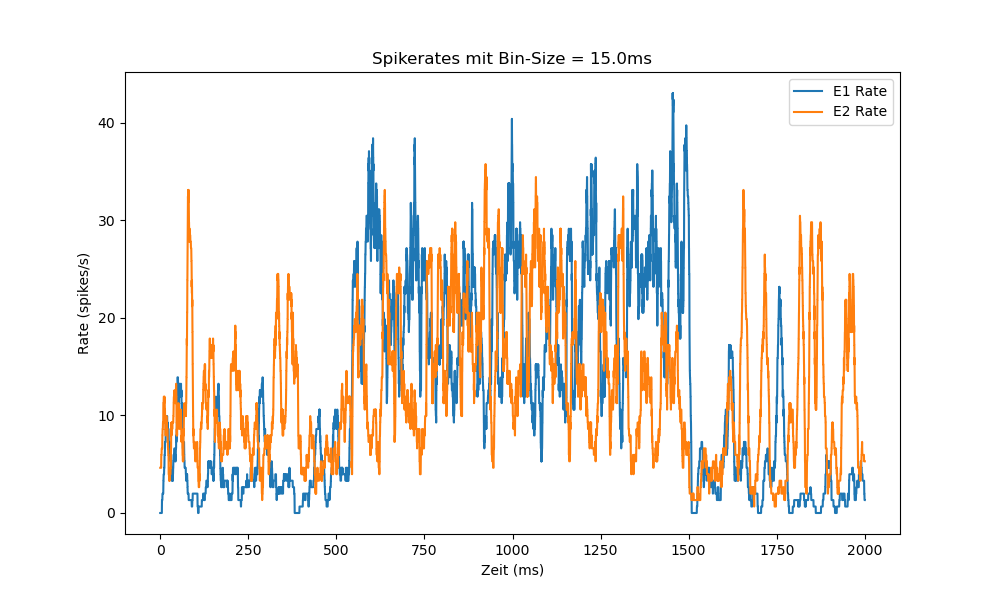 Spikerates mit Bin-Size = 15.0ms
E1 Rate
E2 Rate
Rate (spikes/s)
40
30
20
10
0
0 250 500 750 1000 1250 1500 1750 2000
Zeit (ms)